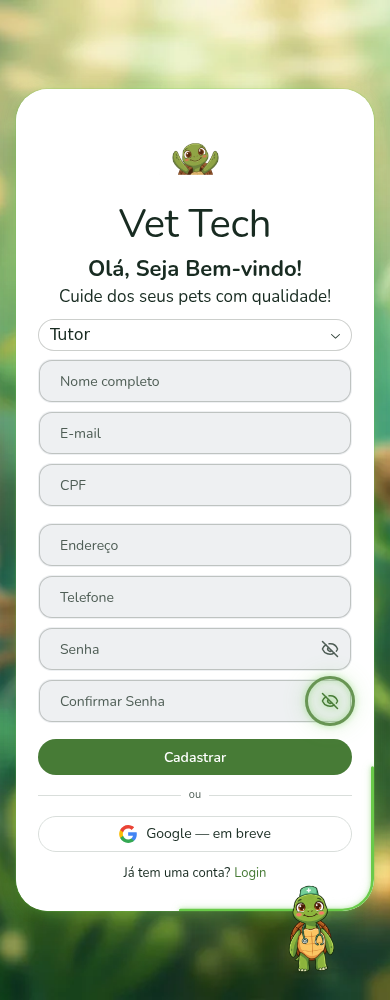 Vet Tech
Olá, Seja Bem-vindo!
Cuide dos seus pets com qualidade!
Tutor
Nome completo
E-mail
CPF
Endereço
Telefone
Senha
Confirmar Senha
Cadastrar
ou
Google — em breve
Já tem uma conta? Login